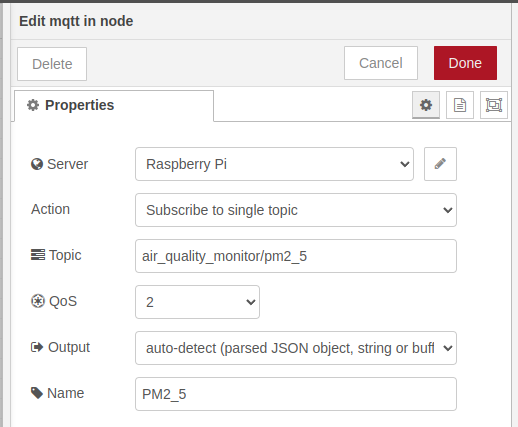 Edit mqtt in node
Delete
Cancel
Done
Properties
Server
Raspberry Pi
Action
Subscribe to single topic
Topic
air_quality_monitor/pm2_5
QoS
2
Output
auto-detect (parsed JSON object, string or buff
Name
PM2_5